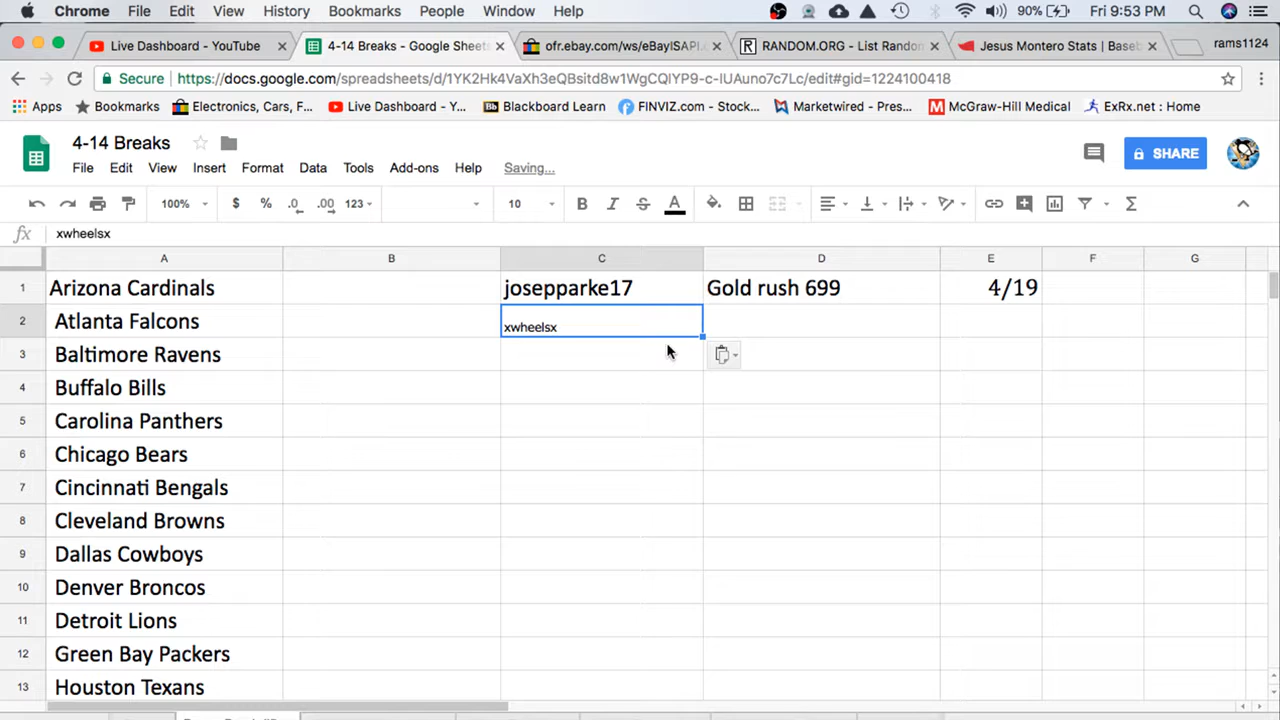 Chrome File Edit View History Bookmarks People Window Help 90% Fri 9:53 PM
Live Dashboard - YouTube 4-14 Breaks - Google Sheets ofr.ebay.com/ws/eBayISAPI. RANDOM.ORG - List Random Jesus Montero Stats | Baseb rams1124
Secure https://docs.google.com/spreadsheets/d/1YK2Hk4VaXh3eQBsitd8w1WgCQIYP9-c-IUAuno7c7Lc/edit#gid=1224100418
Apps Bookmarks Electronics, Cars, F... Live Dashboard - Y... Bb Blackboard Learn FINVIZ.com - Stock... Marketwired - Pres... McGraw-Hill Medical ExRx.net : Home
4-14 Breaks
SHARE
File Edit View Insert Format Data Tools Add-ons Help Saving...
100% $ % .0 .00 123 10 B I S A
fx xwheelsx
A B C D E F G
1 Arizona Cardinals josepparke17 Gold rush 699 4/19
2 Atlanta Falcons xwheelsx
3 Baltimore Ravens
4 Buffalo Bills
5 Carolina Panthers
6 Chicago Bears
7 Cincinnati Bengals
8 Cleveland Browns
9 Dallas Cowboys
10 Denver Broncos
11 Detroit Lions
12 Green Bay Packers
13 Houston Texans